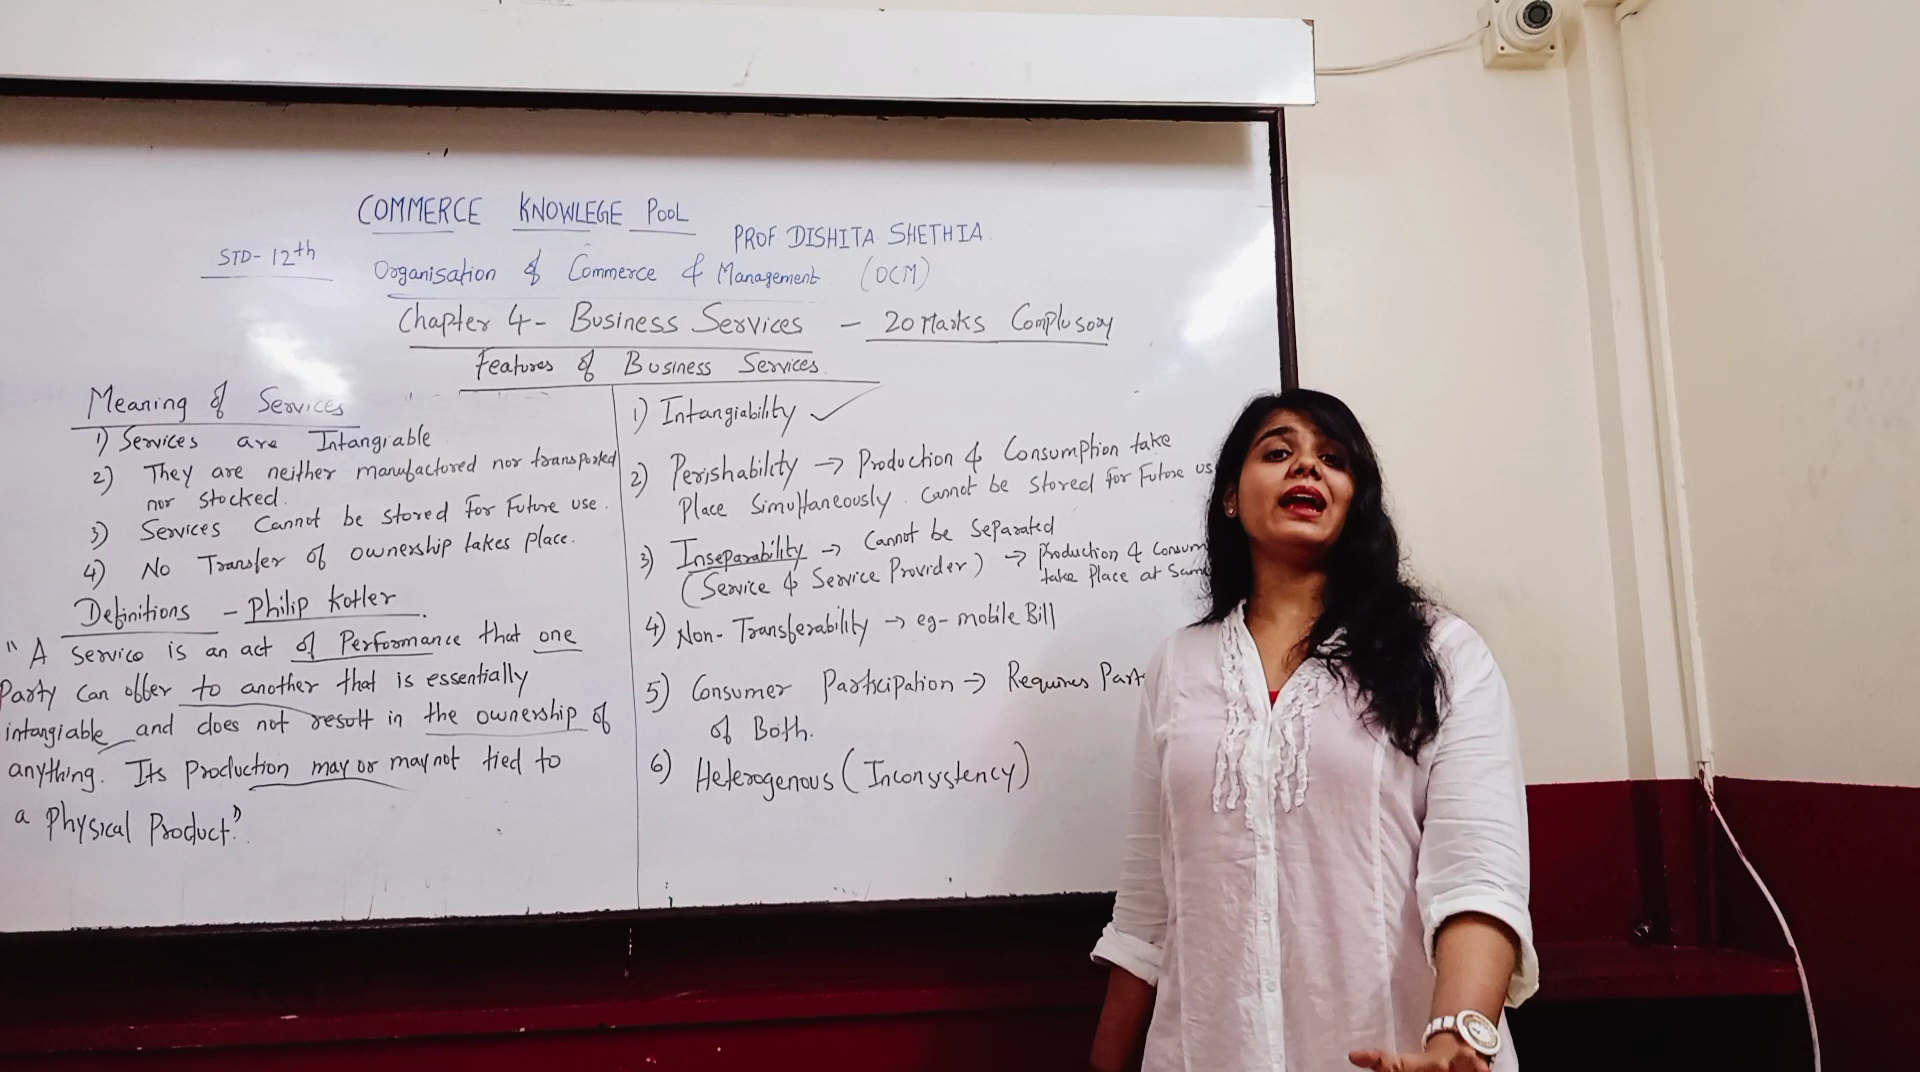 COMMERCE KNOWLEGE POOL
PROF. DISHITA SHETHIA.
STD- 12th
Organisation of Commerce & Management (OCM)
Chapter 4- Business Services - 20 Marks Complusory
Features of Business Services.
Meaning of Services
1) Services are Intangiable
2) They are neither manufactored nor transported
nor stocked.
3) Services Cannot be stored for Future use.
4) No Transfer of ownership takes place.
Definitions - Philip Kotler.
"A service is an act of Performance that one
Party can offer to another that is essentially
intangiable and does not result in the ownership of
anything. Its production may or may not tied to
a Physical Product."
1) Intangiability ✓
2) Perishability → Production & Consumption take
Place Simultaneously. Cannot be stored for Future us
3) Inseparability → Cannot be Separated
(Service & Service Provider) → Production & Consum
take Place at Same
4) Non-Transferability → eg- mobile Bill
5) Consumer Participation → Requires Part
of Both.
6) Heterogenous (Inconsistency)